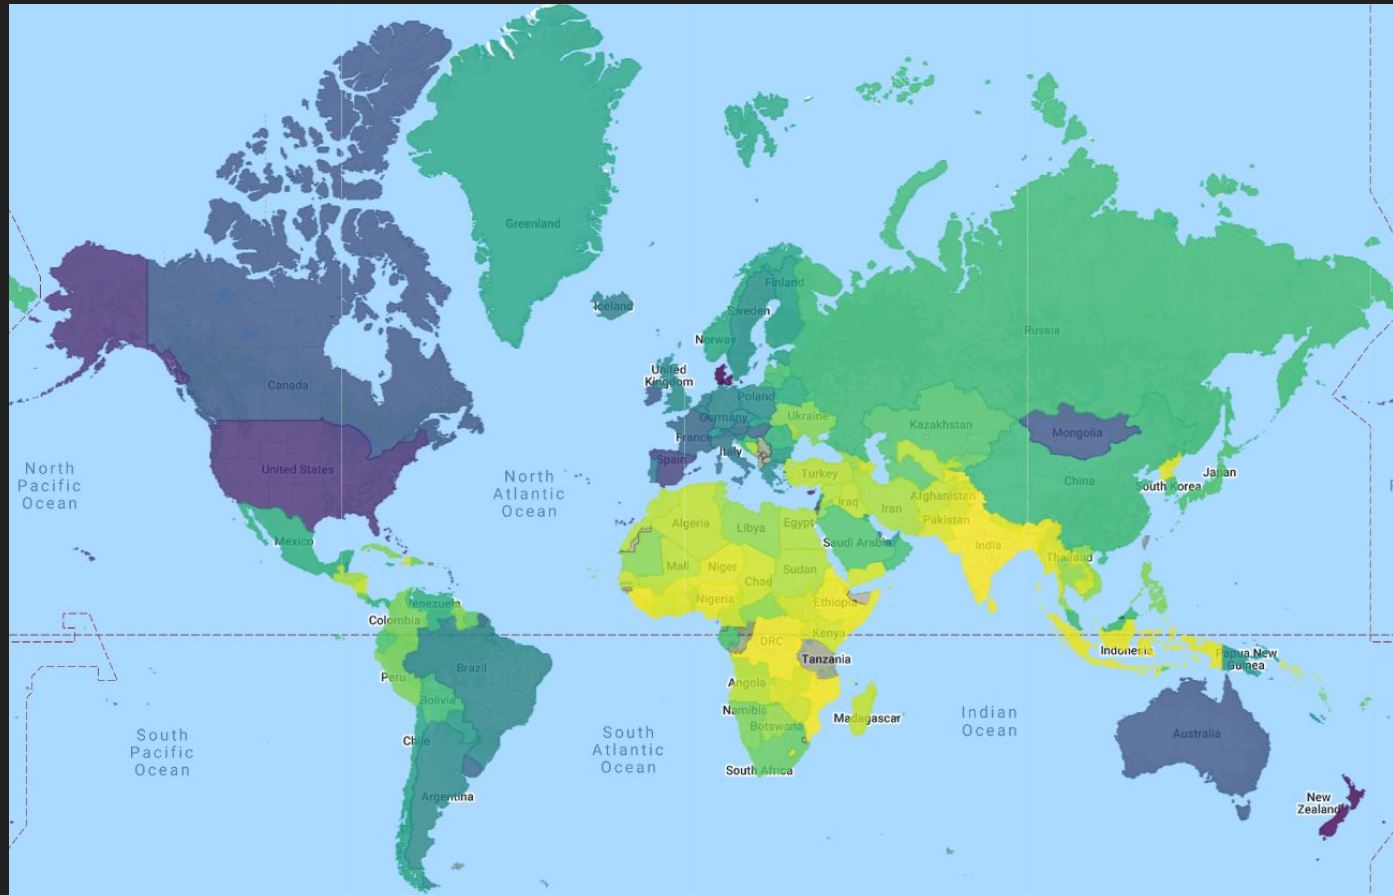 Greenland
Iceland
Finland
Sweden
Norway
Russia
United
Kingdom
Canada
Poland
Germany
Ukraine
Kazakhstan
Mongolia
France
Italy
Spain
United States
North
Pacific
Ocean
North
Atlantic
Ocean
Turkey
China
Japan
South Korea
Afghanistan
Iraq
Iran
Pakistan
Algeria
Libya
Egypt
Saudi Arabia
India
Mexico
Thailand
Mali
Niger
Chad
Sudan
Nigeria
Ethiopia
Venezuela
Colombia
Kenya
DRC
Tanzania
Indonesia
Papua New
Guinea
Brazil
Peru
Bolivia
Angola
Namibia
Botswana
Madagascar
Indian
Ocean
South
Pacific
Ocean
South
Atlantic
Ocean
Chile
Australia
South Africa
Argentina
New
Zealand